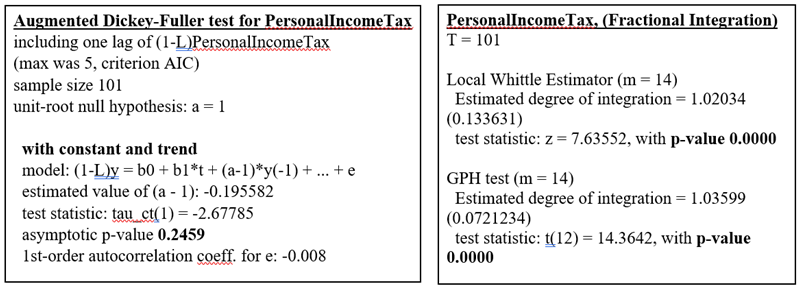 Augmented Dickey-Fuller test for PersonalIncomeTax
including one lag of (1-L)PersonalIncomeTax
(max was 5, criterion AIC)
sample size 101
unit-root null hypothesis: a = 1
with constant and trend
model: (1-L)y = b0 + b1*t + (a-1)*y(-1) + ... + e
estimated value of (a - 1): -0.195582
test statistic: tau_ct(1) = -2.67785
asymptotic p-value 0.2459
1st-order autocorrelation coeff. for e: -0.008
PersonalIncomeTax, (Fractional Integration)
T = 101
Local Whittle Estimator (m = 14)
Estimated degree of integration = 1.02034
(0.133631)
test statistic: z = 7.63552, with p-value 0.0000
GPH test (m = 14)
Estimated degree of integration = 1.03599
(0.0721234)
test statistic: t(12) = 14.3642, with p-value
0.0000